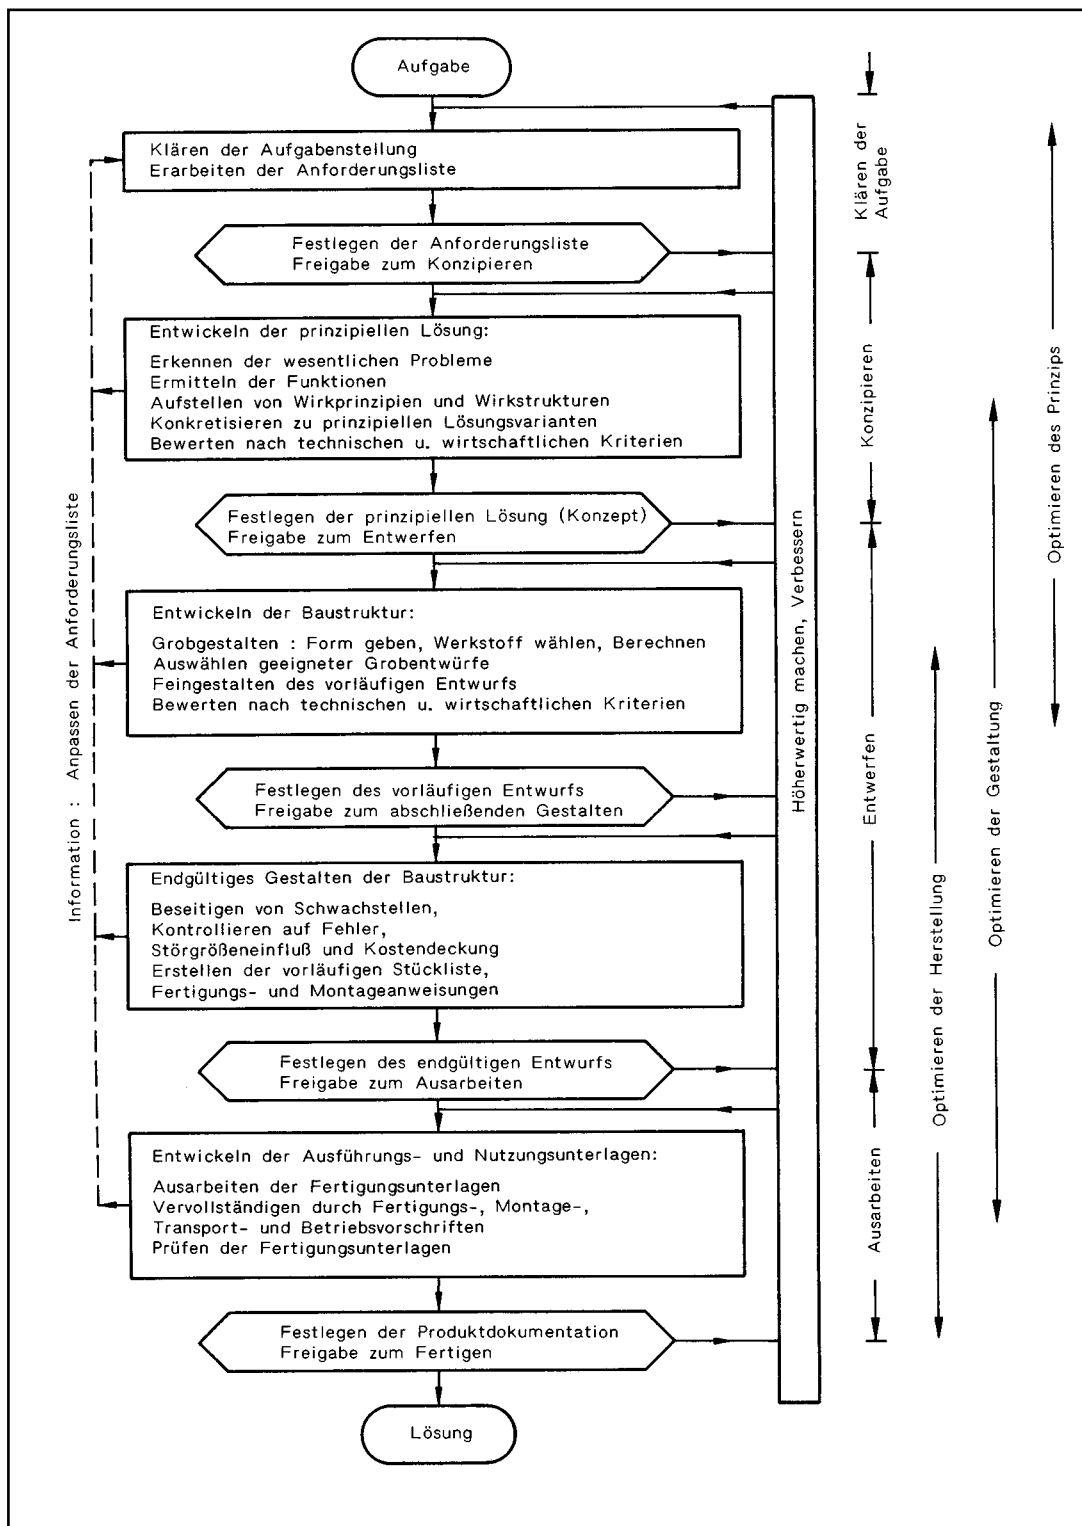 Aufgabe
Klären der Aufgabenstellung
Erarbeiten der Anforderungsliste
Festlegen der Anforderungsliste
Freigabe zum Konzipieren
Entwickeln der prinzipiellen Lösung:
Erkennen der wesentlichen Probleme
Ermitteln der Funktionen
Aufstellen von Wirkprinzipien und Wirkstrukturen
Konkretisieren zu prinzipiellen Lösungsvarianten
Bewerten nach technischen u. wirtschaftlichen Kriterien
Festlegen der prinzipiellen Lösung (Konzept)
Freigabe zum Entwerfen
Entwickeln der Baustruktur:
Grobgestalten : Form geben, Werkstoff wählen, Berechnen
Auswählen geeigneter Grobentwürfe
Feingestalten des vorläufigen Entwurfs
Bewerten nach technischen u. wirtschaftlichen Kriterien
Festlegen des vorläufigen Entwurfs
Freigabe zum abschließenden Gestalten
Endgültiges Gestalten der Baustruktur:
Beseitigen von Schwachstellen,
Kontrollieren auf Fehler,
Störgrößeneinfluß und Kostendeckung
Erstellen der vorläufigen Stückliste,
Fertigungs- und Montageanweisungen
Festlegen des endgültigen Entwurfs
Freigabe zum Ausarbeiten
Entwickeln der Ausführungs- und Nutzungsunterlagen:
Ausarbeiten der Fertigungsunterlagen
Vervollständigen durch Fertigungs-, Montage-,
Transport- und Betriebsvorschriften
Prüfen der Fertigungsunterlagen
Festlegen der Produktdokumentation
Freigabe zum Fertigen
Lösung
Information : Anpassen der Anforderungsliste
Höherwertig machen, Verbessern
Klären der
Aufgabe
Konzipieren
Entwerfen
Ausarbeiten
Optimieren der Herstellung
Optimieren der Gestaltung
Optimieren des Prinzips